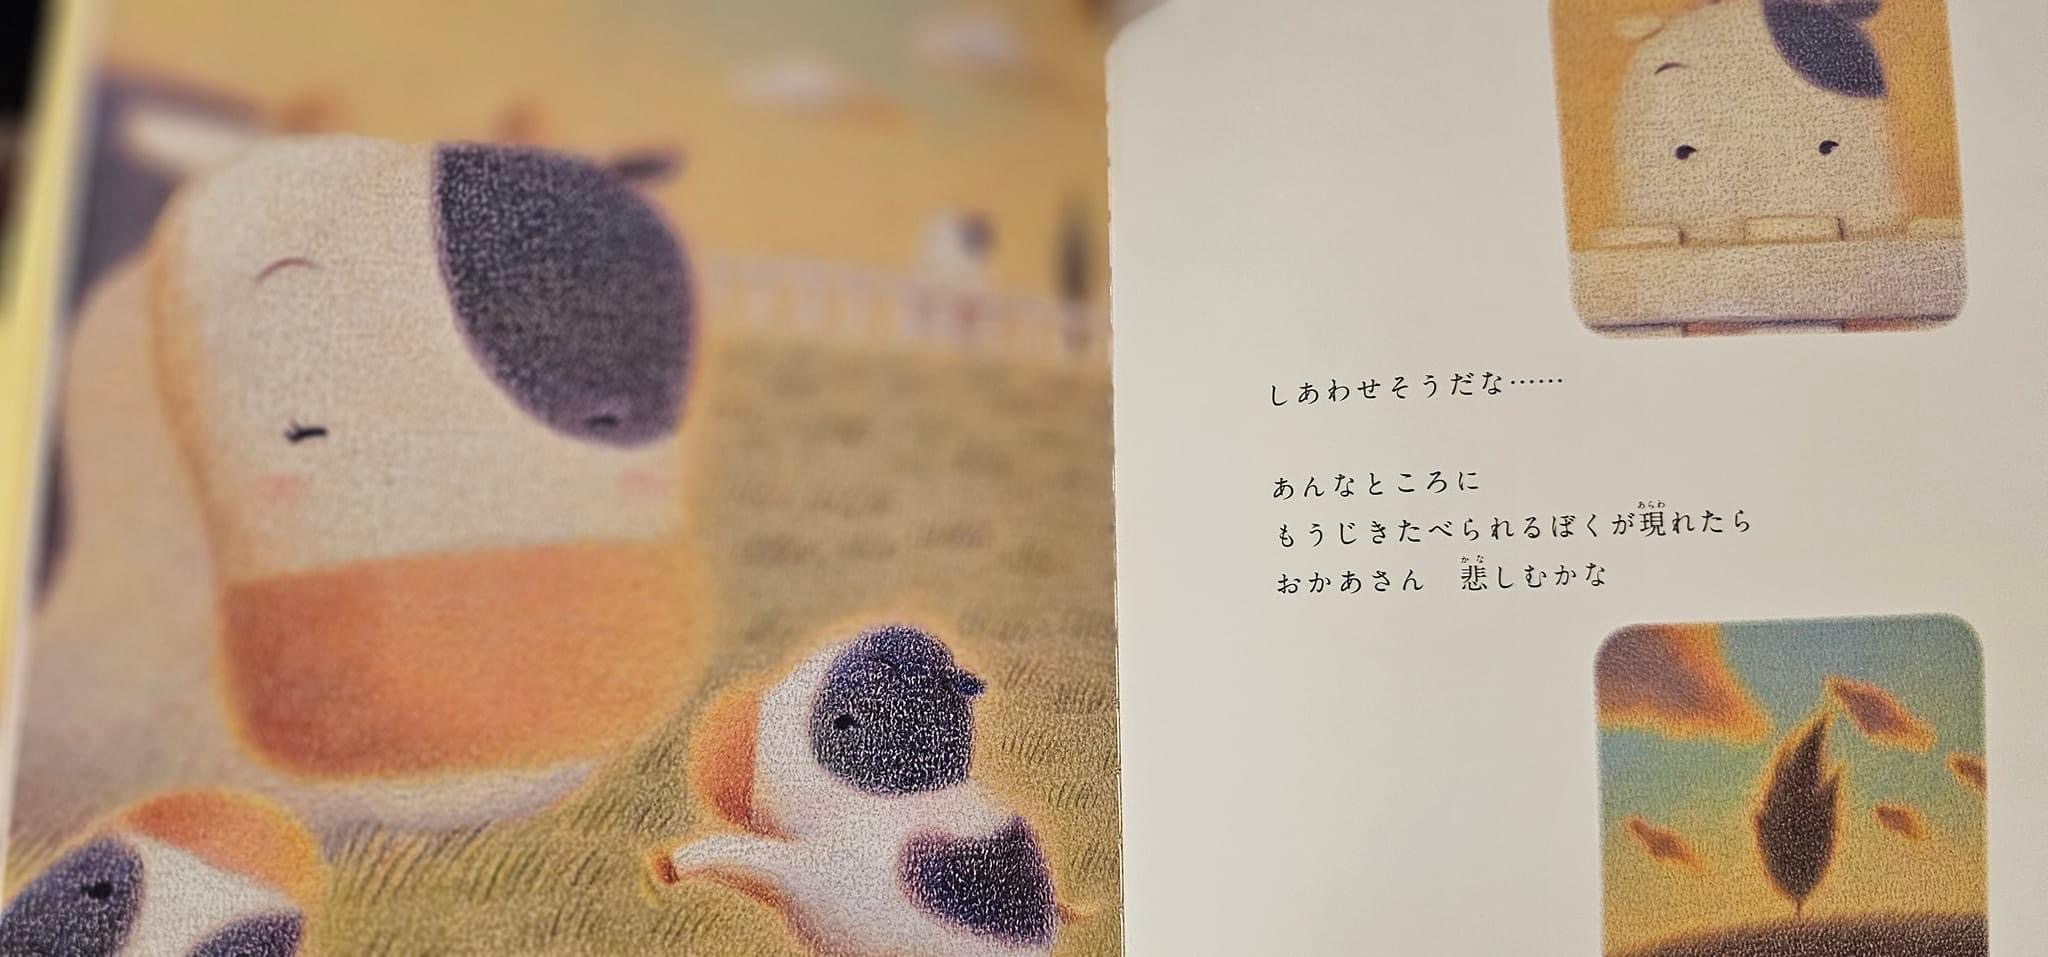 しあわせそうだな……
あんなところに
もうじきたべられるぼくが現れたら
おかあさん　悲しむかな